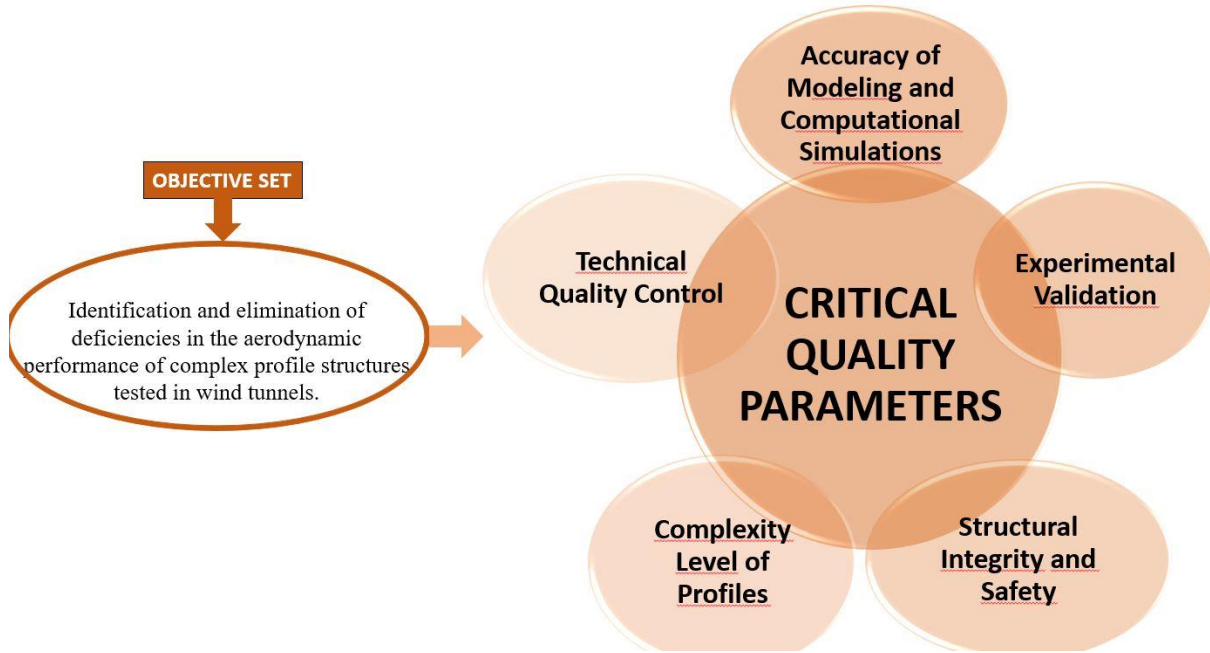 OBJECTIVE SET
Identification and elimination of
deficiencies in the aerodynamic
performance of complex profile structures
tested in wind tunnels.
Accuracy of
Modeling and
Computational
Simulations
Technical
Quality Control
Experimental
Validation
CRITICAL
QUALITY
PARAMETERS
Complexity
Level of
Profiles
Structural
Integrity and
Safety